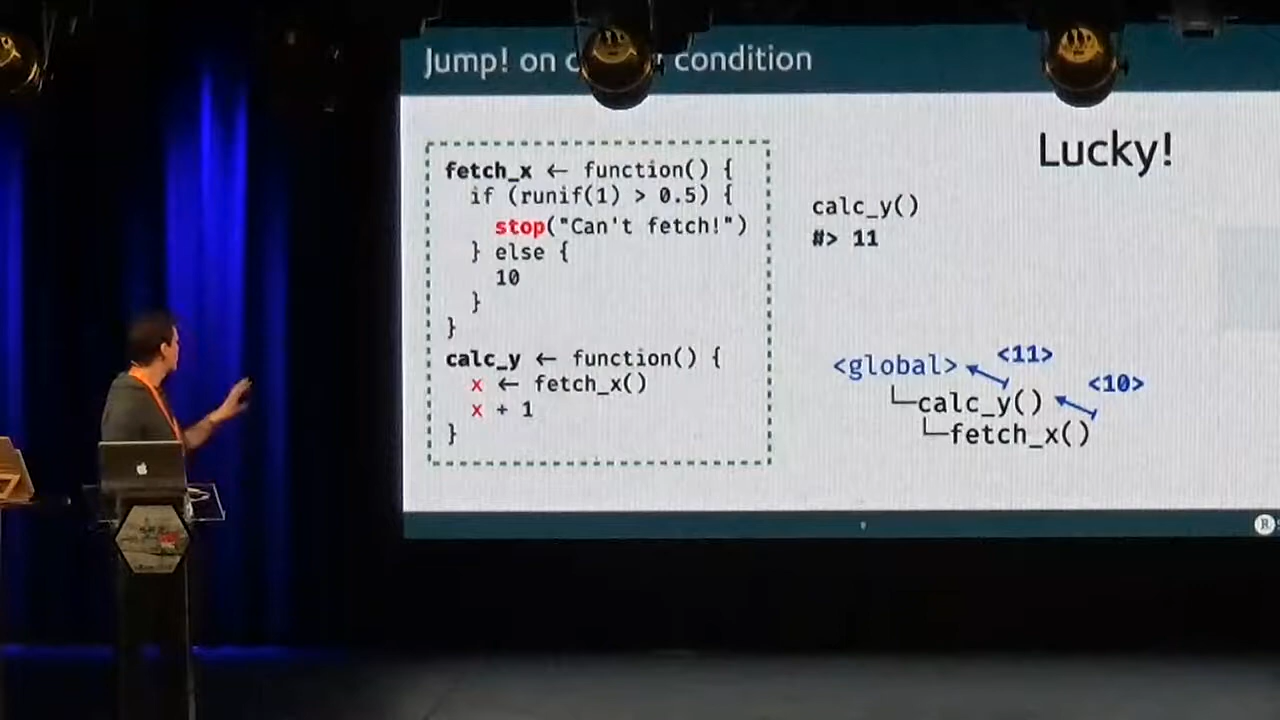 Jump! on condition
fetch_x ← function() {
if (runif(1) > 0.5) {
stop("Can't fetch!")
} else {
10
}
}
calc_y ← function() {
x ← fetch_x()
x + 1
}
Lucky!
calc_y()
#> 11
<global>
<11>
└─calc_y()
<10>
└─fetch_x()
R